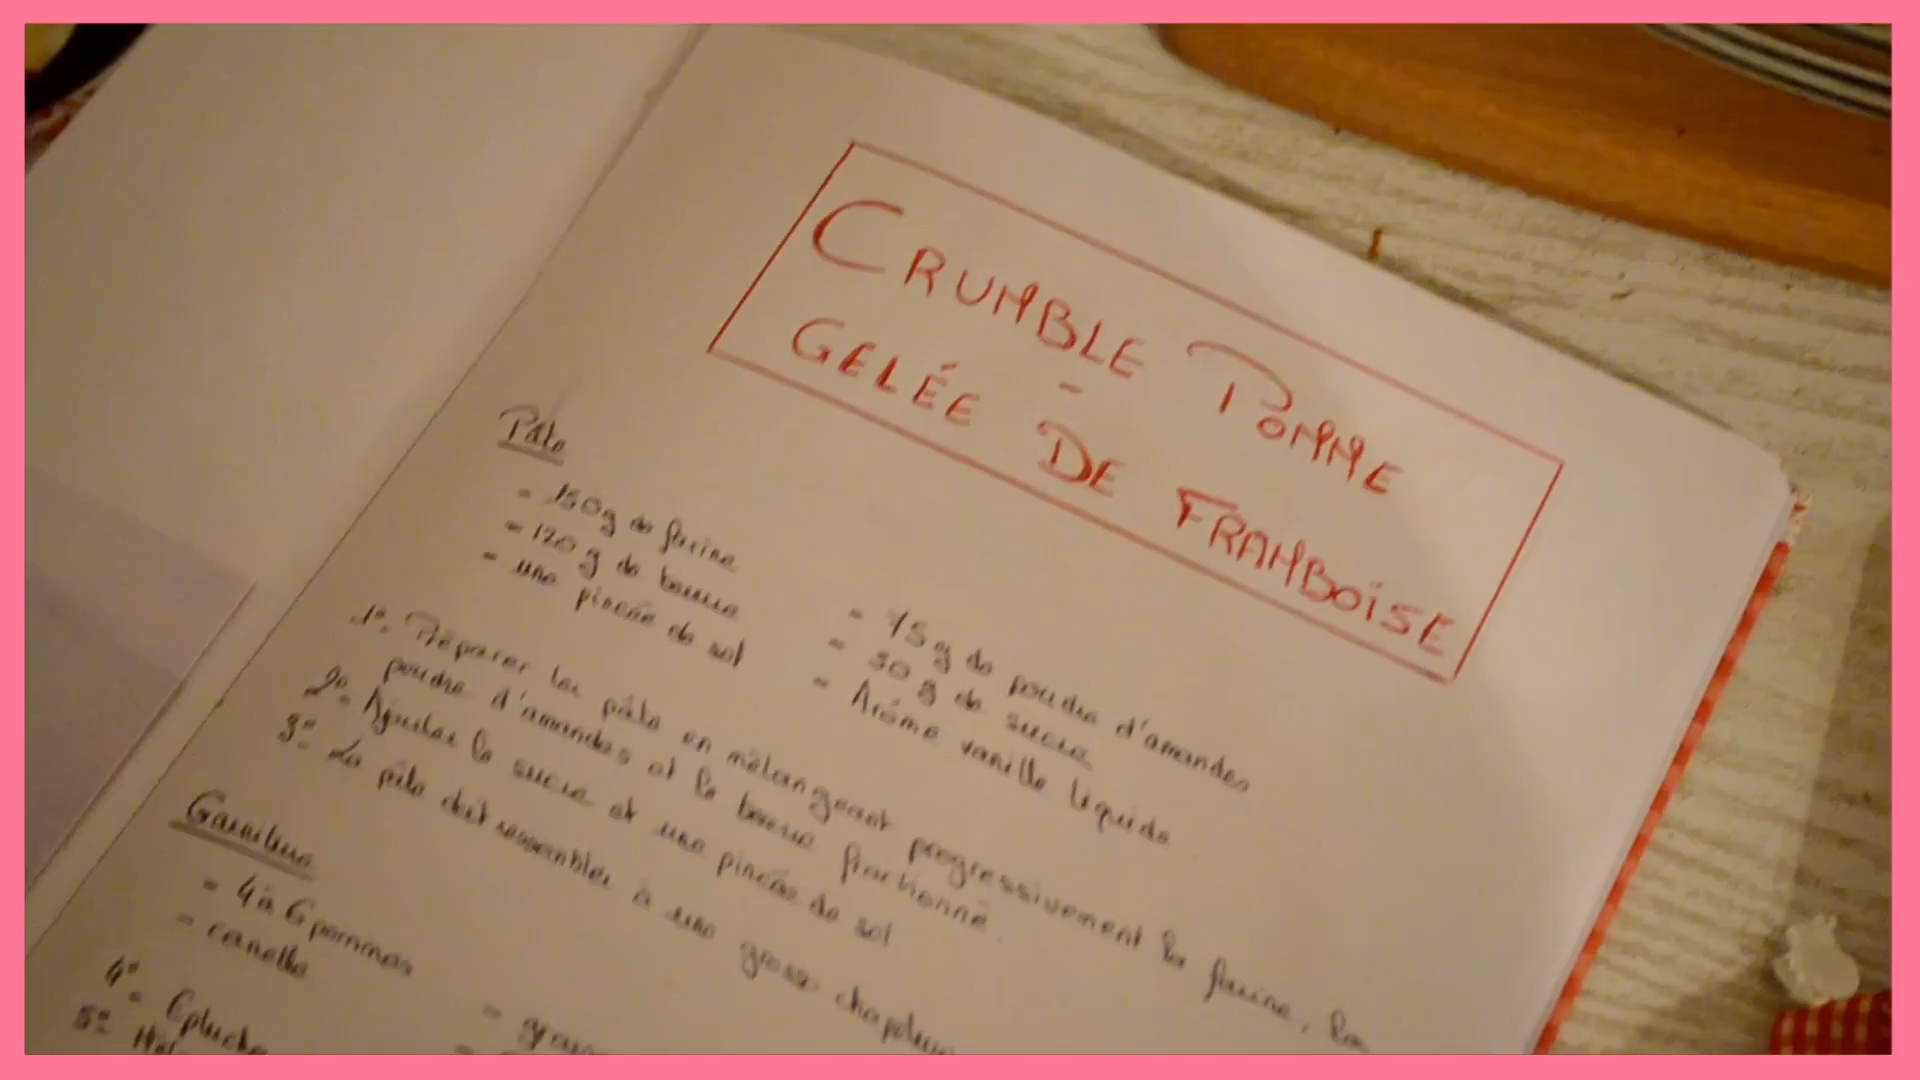 CRUMBLE POMME
-
GELÉE DE FRAMBOISE
Pâte
- 150g de farine
- 120 g de beurre
- une pincée de sel
- 75 g de poudre d'amandes
- 50 g de sucre
- Arôme vanille liquide
1°- Préparer la pâte en mélangeant progressivement la farine, la
poudre d'amandes et le beurre fractionné.
2°- Ajouter le sucre et une pincée de sel
3°- La pâte doit ressembler à une grosse chapelure
Garniture
- 4 à 6 pommes
- canelle
4°- Epluche
5°-